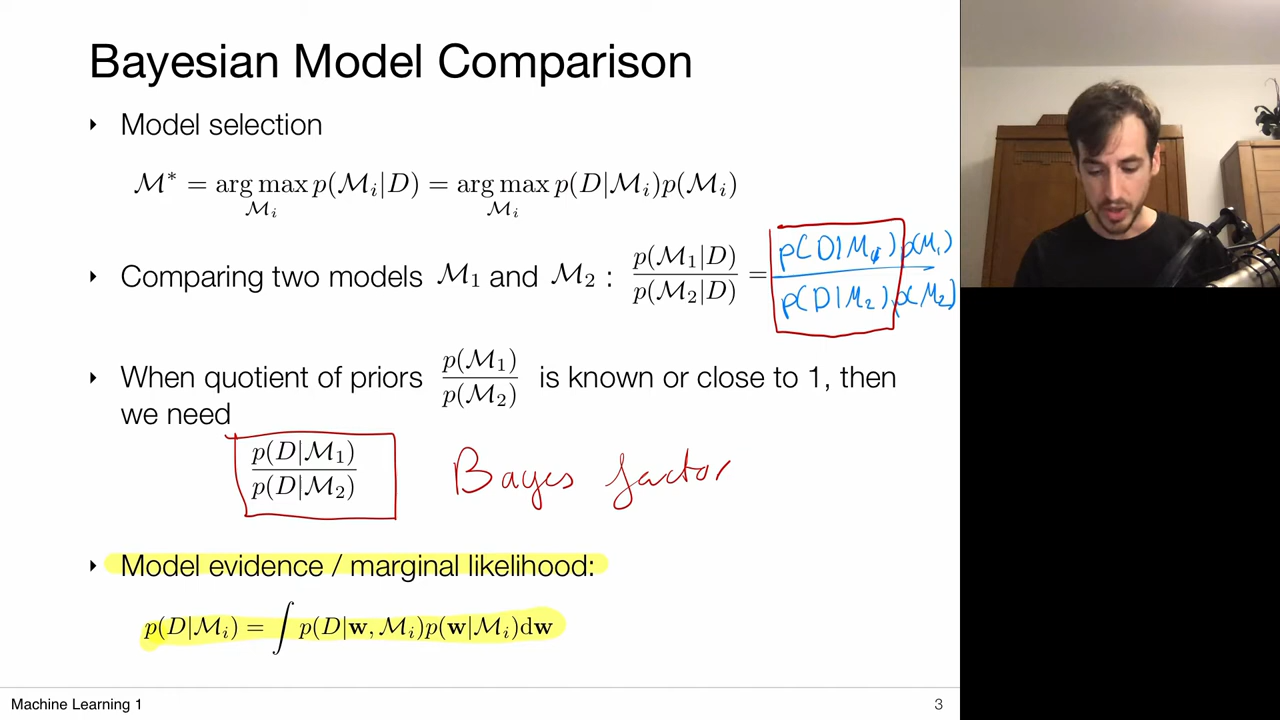 Bayesian Model Comparison
‣ Model selection
ℳ* = arg max_{ℳᵢ} p(ℳᵢ|D) = arg max_{ℳᵢ} p(D|ℳᵢ)p(ℳᵢ)
‣ Comparing two models ℳ₁ and ℳ₂ : p(ℳ₁|D) / p(ℳ₂|D) = p(D|M₁)p(M₁) / p(D|M₂)p(M₂)
‣ When quotient of priors p(ℳ₁) / p(ℳ₂) is known or close to 1, then
we need
p(D|ℳ₁) / p(D|ℳ₂) Bayes factor
‣ Model evidence / marginal likelihood:
p(D|ℳᵢ) = ∫ p(D|w, ℳᵢ)p(w|ℳᵢ)dw
Machine Learning 1 3